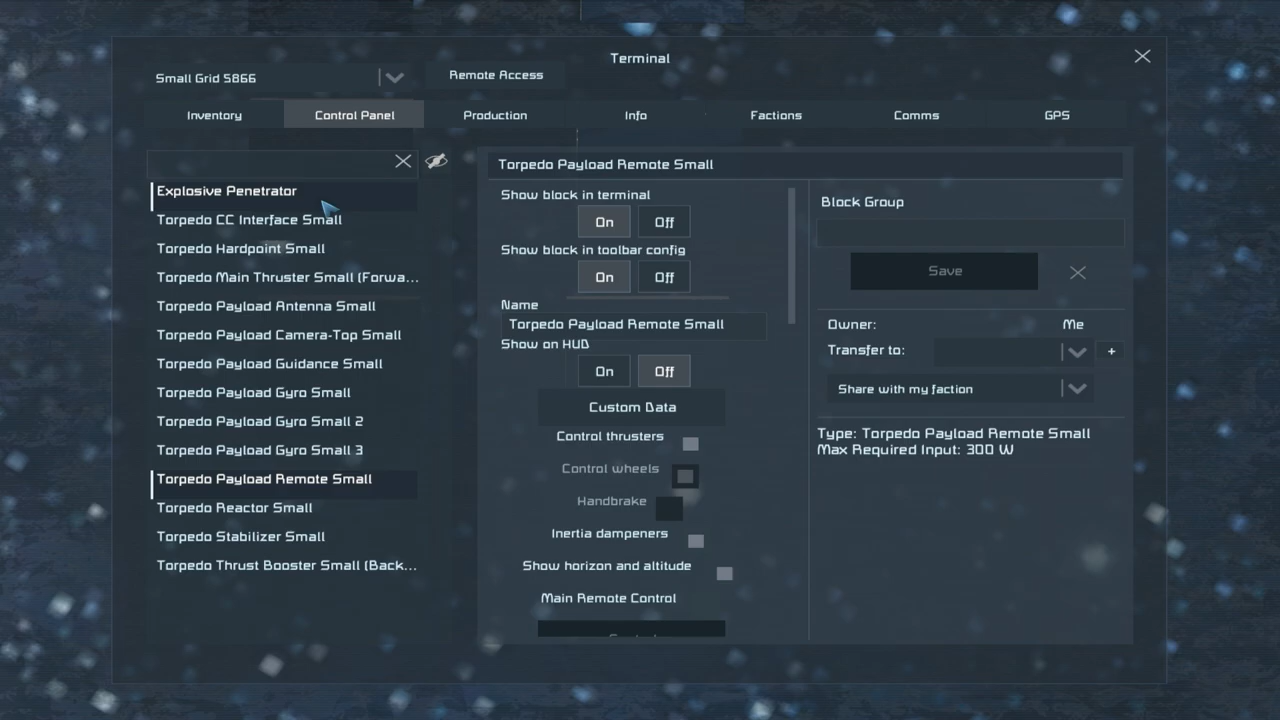 Terminal
Small Grid 5866
Remote Access
Inventory
Control Panel
Production
Info
Factions
Comms
GPS
Explosive Penetrator
Torpedo CC Interface Small
Torpedo Hardpoint Small
Torpedo Main Thruster Small (Forwa...
Torpedo Payload Antenna Small
Torpedo Payload Camera-Top Small
Torpedo Payload Guidance Small
Torpedo Payload Gyro Small
Torpedo Payload Gyro Small 2
Torpedo Payload Gyro Small 3
Torpedo Payload Remote Small
Torpedo Reactor Small
Torpedo Stabilizer Small
Torpedo Thrust Booster Small (Back...
Torpedo Payload Remote Small
Show block in terminal
On Off
Show block in toolbar config
On Off
Name
Torpedo Payload Remote Small
Show on HUD
On Off
Custom Data
Control thrusters
Control wheels
Handbrake
Inertia dampeners
Show horizon and altitude
Main Remote Control
Block Group
Save
Owner: Me
Transfer to:
+
Share with my faction
Type: Torpedo Payload Remote Small
Max Required Input: 300 W